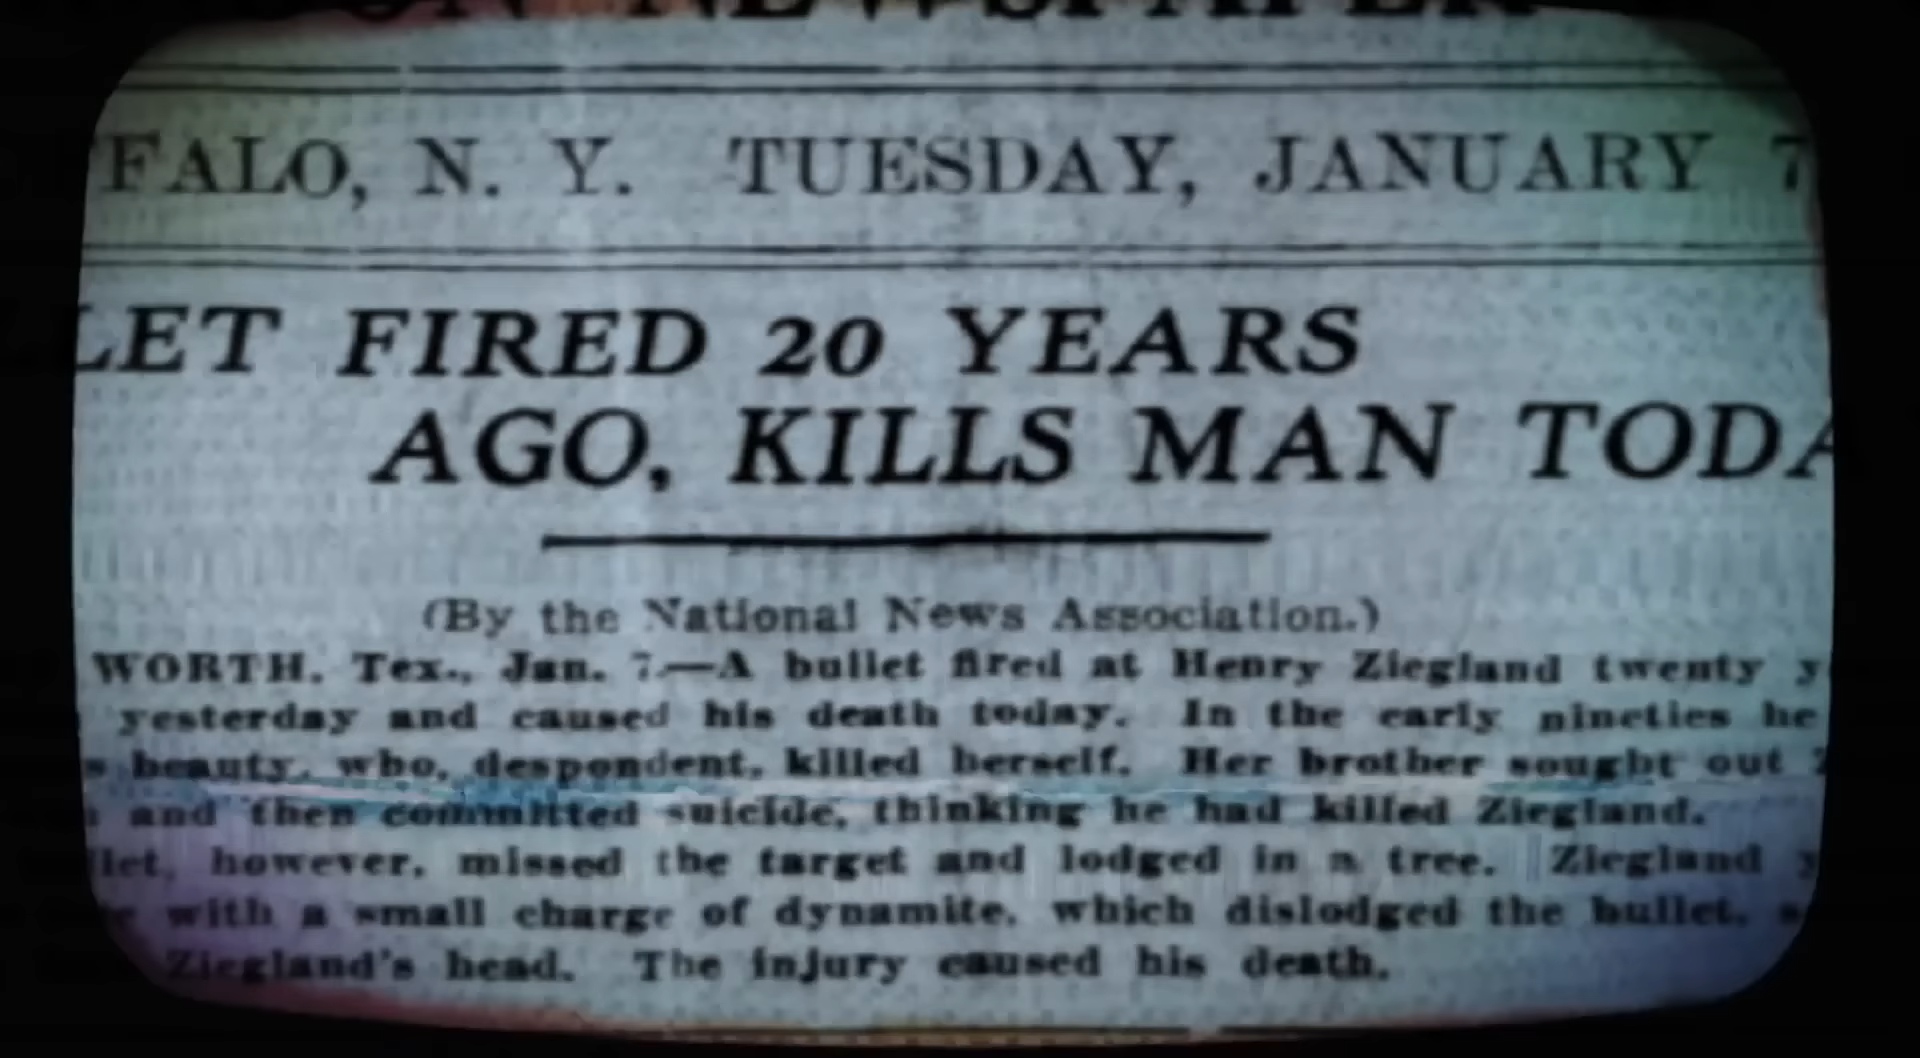 NEWSPAPER
FALO, N. Y. TUESDAY, JANUARY 7
LET FIRED 20 YEARS
AGO, KILLS MAN TODA
(By the National News Association.)
WORTH. Tex., Jan. 7.—A bullet fired at Henry Ziegland twenty y
yesterday and caused his death today. In the early nineties he
beauty, who, despondent, killed herself. Her brother sought out
and then committed suicide, thinking he had killed Ziegland.
let, however, missed the target and lodged in a tree. Ziegland y
with a small charge of dynamite, which dislodged the bullet, s
Ziegland's head. The injury caused his death.